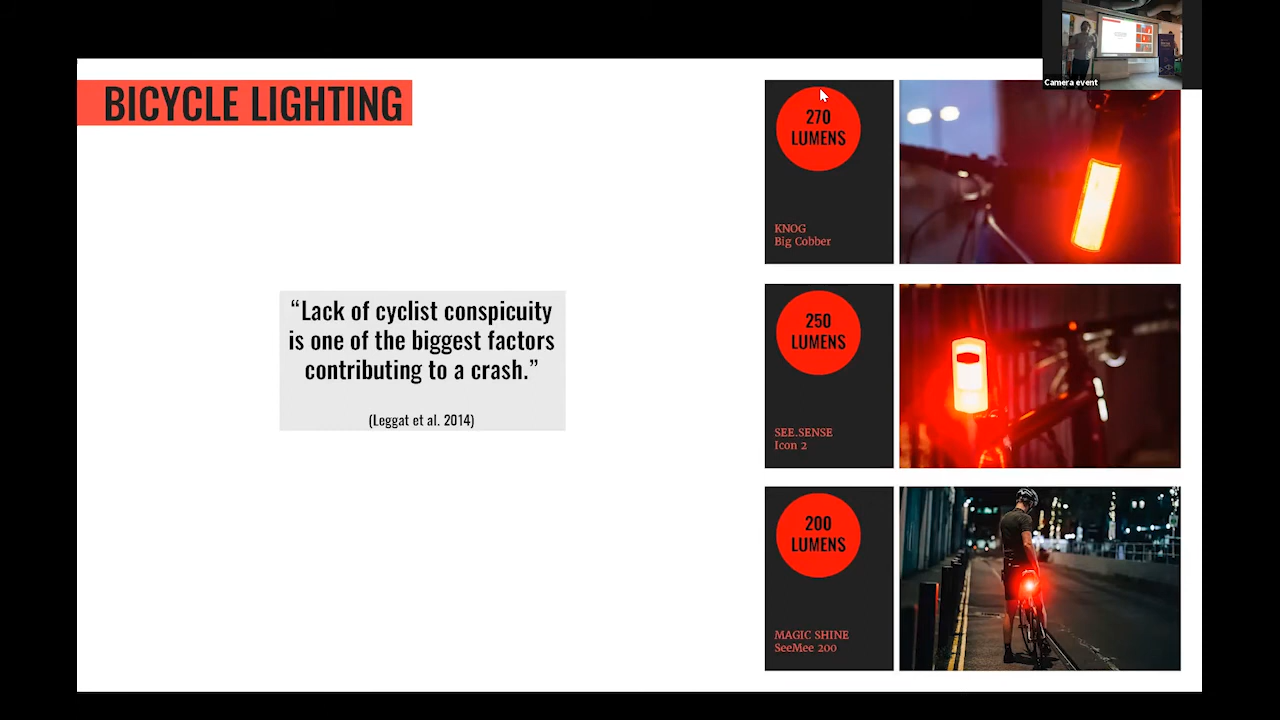 Camera event
BICYCLE LIGHTING
“Lack of cyclist conspicuity
is one of the biggest factors
contributing to a crash.”
(Leggat et al. 2014)
270
LUMENS
KNOG
Big Cobber
250
LUMENS
SEE.SENSE
Icon 2
200
LUMENS
MAGIC SHINE
SeeMee 200